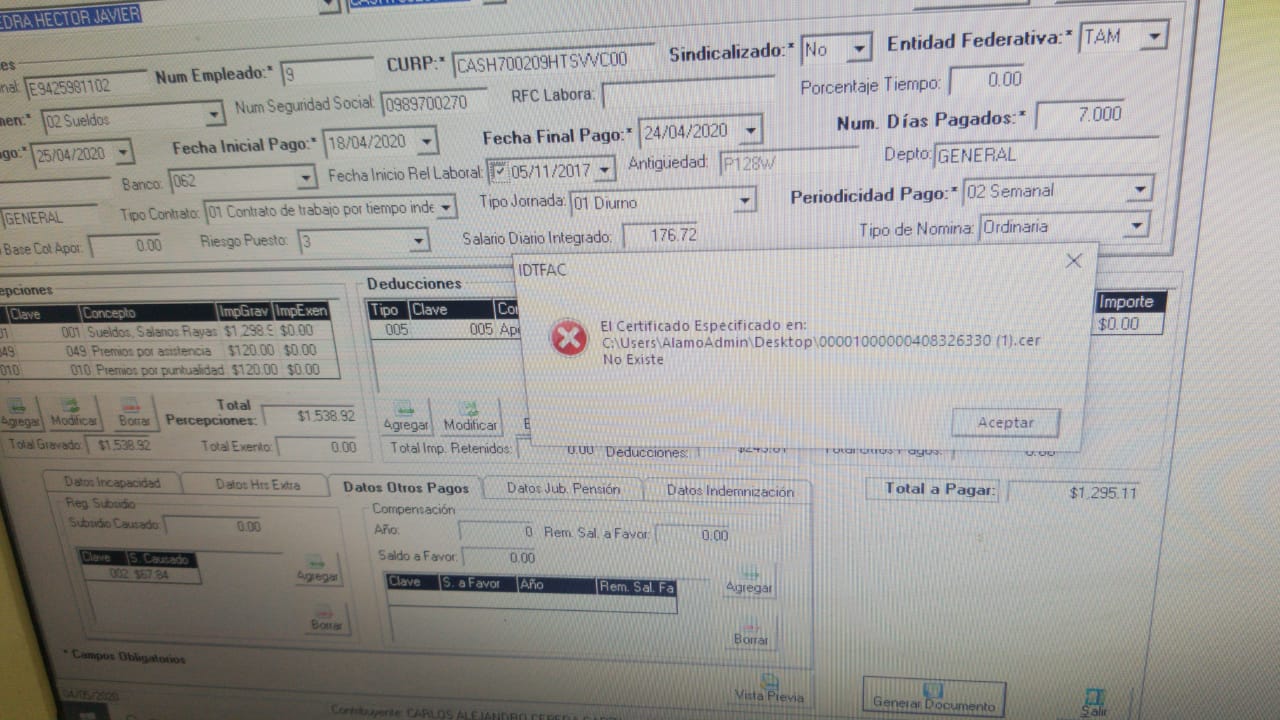 EDRA HECTOR JAVIER
es
nal: E9425981102 Num Empleado:* 9 CURP:* CASH700209HTSVVC00 Sindicalizado:* No Entidad Federativa:* TAM
men:* 02 Sueldos Num Seguridad Social: 0989700270 RFC Labora: Porcentaje Tiempo: 0.00
ago:* 25/04/2020 Fecha Inicial Pago:* 18/04/2020 Fecha Final Pago:* 24/04/2020 Num. Días Pagados:* 7.000
Banco: 062 Fecha Inicio Rel Laboral: 05/11/2017 Antigüedad: P128W Depto: GENERAL
GENERAL Tipo Contrato: 01 Contrato de trabajo por tiempo inde Tipo Jornada: 01 Diurno Periodicidad Pago:* 02 Semanal
Base Cot Apor: 0.00 Riesgo Puesto: 3 Salario Diario Integrado: 176.72 Tipo de Nomina: Ordinaria
IDTFAC
El Certificado Especificado en:
C:\Users\AlamoAdmin\Desktop\00001000000408326330 (1).cer
No Existe
Aceptar
epciones
Clave Concepto ImpGrav ImpExen
01 001 Sueldos, Salarios Rayas $1,298.9 $0.00
049 049 Premios por asistencia $120.00 $0.00
010 010 Premios por puntualidad $120.00 $0.00
Agregar Modificar Borrar Total Percepciones: $1,538.92
Total Gravado: $1,538.92 Total Exento: 0.00
Deducciones
Tipo Clave Co
005 005 Ap
Agregar Modificar
Total Imp. Retenidos: 0.00 Deducciones:
Importe
$0.00
0.00
Datos Incapacidad Datos Hrs Extra Datos Otros Pagos Datos Jub. Pensión Datos Indemnización
Total a Pagar: $1,295.11
Reg. Subsidio
Subsidio Causado: 0.00
Clave S. Causado
002 $67.84
Agregar
Borrar
Compensación
Año: 0 Rem. Sal. a Favor: 0.00
Saldo a Favor: 0.00
Clave S. a Favor Año Rem. Sal. Fa
Agregar
Borrar
* Campos Obligatorios
Vista Previa Generar Documento Salir
04/05/2020 Contribuyente: CARLOS ALEJANDRO